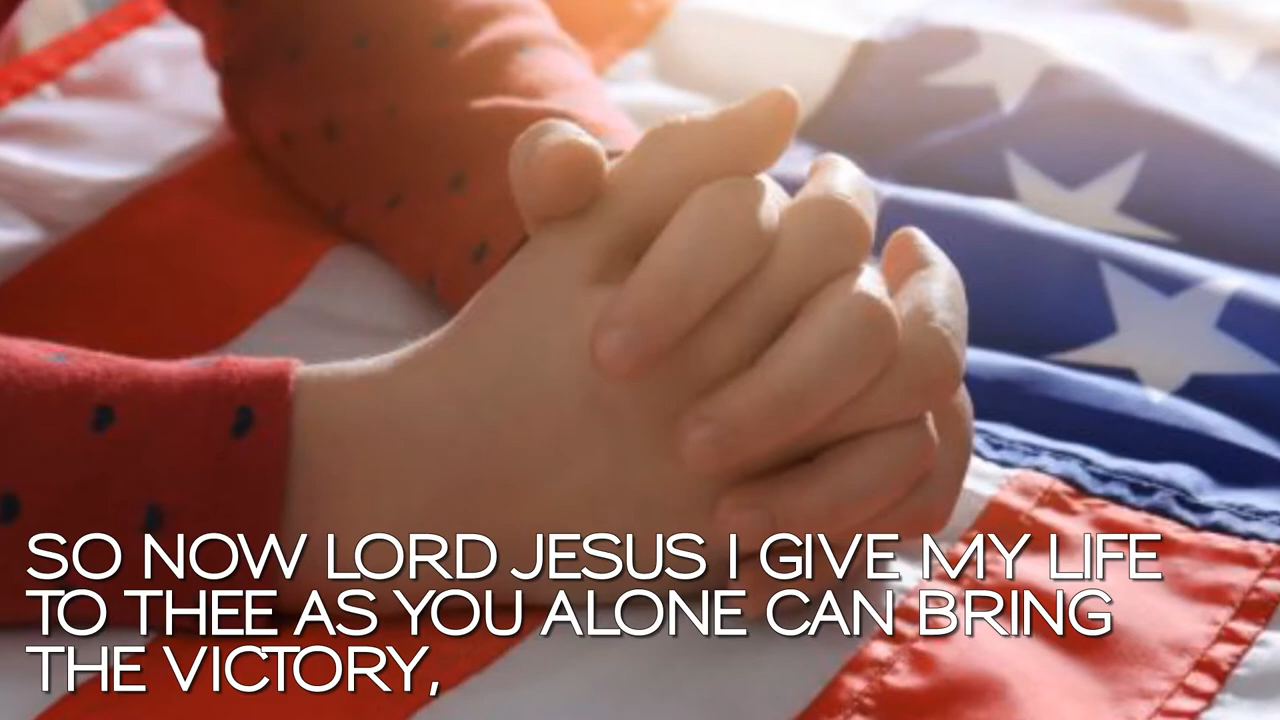 SO NOW LORD JESUS I GIVE MY LIFE
TO THEE AS YOU ALONE CAN BRING
THE VICTORY,